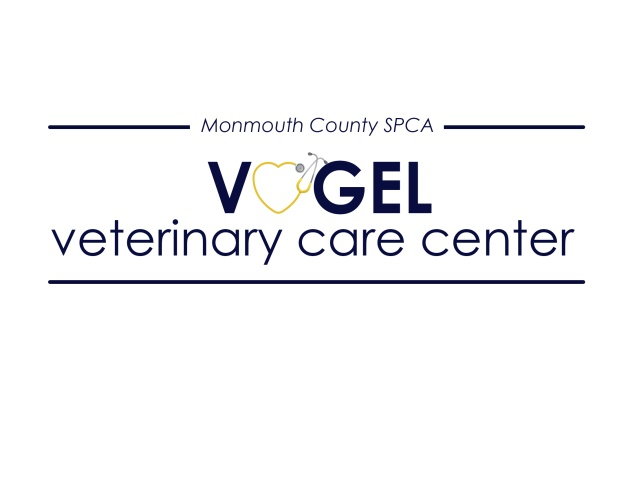 Monmouth County SPCA
VOGEL
veterinary care center